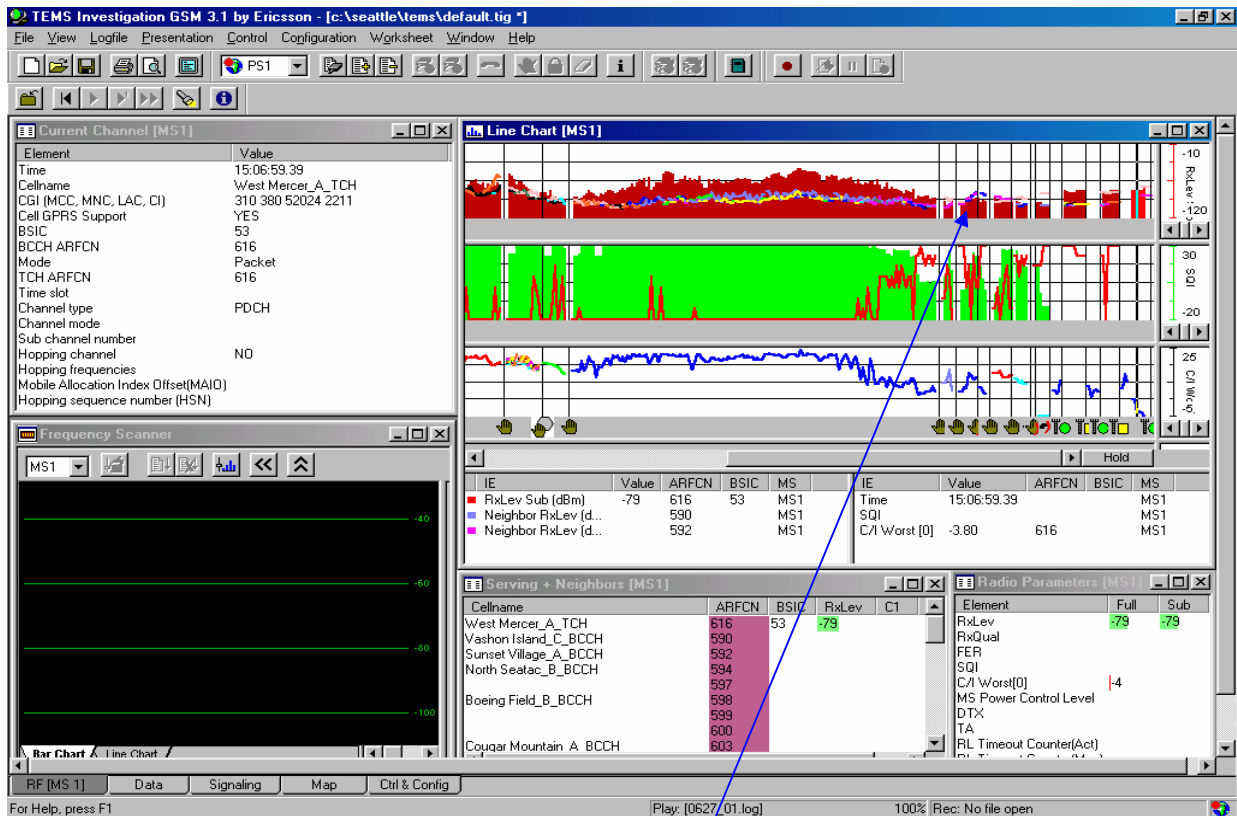 TEMS Investigation GSM 3.1 by Ericsson - [c:\seattle\tems\default.tig *]
File View Logfile Presentation Control Configuration Worksheet Window Help
PS1
Current Channel [MS1]
Element Value
Time 15:06:59.39
Cellname West Mercer_A_TCH
CGI (MCC, MNC, LAC, CI) 310 380 52024 2211
Cell GPRS Support YES
BSIC 53
BCCH ARFCN 616
Mode Packet
TCH ARFCN 616
Time slot
Channel type PDCH
Channel mode
Sub channel number
Hopping channel NO
Hopping frequencies
Mobile Allocation Index Offset(MAIO)
Hopping sequence number (HSN)
Frequency Scanner
MS1
-40
-60
-80
-100
Bar Chart Line Chart
Line Chart [MS1]
-10
RxLev S
-120
30
SQI
-20
25
C/I Wc
-5
Hold
IE Value ARFCN BSIC MS
RxLev Sub (dBm) -79 616 53 MS1
Neighbor RxLev (d... 590 MS1
Neighbor RxLev (d... 592 MS1
IE Value ARFCN BSIC MS
Time 15:06:59.39 MS1
SQI MS1
C/I Worst [0] -3.80 616 MS1
Serving + Neighbors [MS1]
Cellname ARFCN BSIC RxLev C1
West Mercer_A_TCH 616 53 -79
Vashon Island_C_BCCH 590
Sunset Village_A_BCCH 592
North Seatac_B_BCCH 594
597
Boeing Field_B_BCCH 598
599
600
Cougar Mountain_A_BCCH 603
Radio Parameters [MS1]
Element Full Sub
RxLev -79 -79
RxQual
FER
SQI
C/I Worst[0] -4
MS Power Control Level
DTX
TA
RL Timeout Counter(Act)
RF [MS 1] Data Signaling Map Ctrl & Config
For Help, press F1 Play: [0627_01.log] 100% Rec: No file open